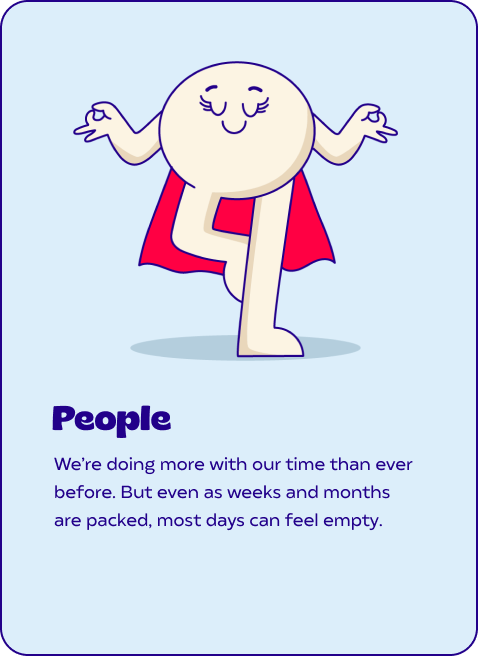 People
We’re doing more with our time than ever
before. But even as weeks and months
are packed, most days can feel empty.